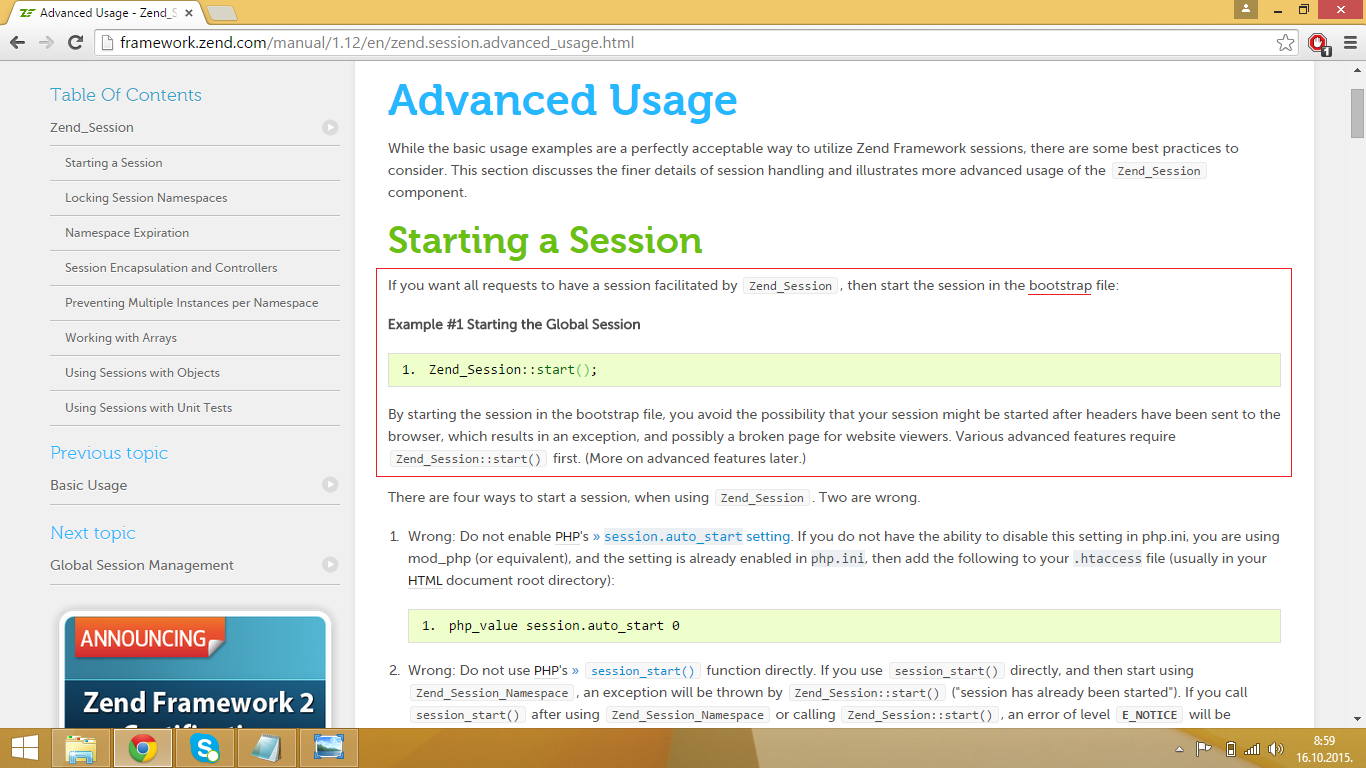 Advanced Usage - Zend_S
framework.zend.com/manual/1.12/en/zend.session.advanced_usage.html
1
Table Of Contents
Zend_Session
Starting a Session
Locking Session Namespaces
Namespace Expiration
Session Encapsulation and Controllers
Preventing Multiple Instances per Namespace
Working with Arrays
Using Sessions with Objects
Using Sessions with Unit Tests
Previous topic
Basic Usage
Next topic
Global Session Management
ANNOUNCING
Zend Framework 2
Advanced Usage
While the basic usage examples are a perfectly acceptable way to utilize Zend Framework sessions, there are some best practices to
consider. This section discusses the finer details of session handling and illustrates more advanced usage of the Zend_Session
component.
Starting a Session
If you want all requests to have a session facilitated by Zend_Session , then start the session in the bootstrap file:
Example #1 Starting the Global Session
1. Zend_Session::start();
By starting the session in the bootstrap file, you avoid the possibility that your session might be started after headers have been sent to the
browser, which results in an exception, and possibly a broken page for website viewers. Various advanced features require
Zend_Session::start() first. (More on advanced features later.)
There are four ways to start a session, when using Zend_Session . Two are wrong.
1. Wrong: Do not enable PHP's » session.auto_start setting. If you do not have the ability to disable this setting in php.ini, you are using
mod_php (or equivalent), and the setting is already enabled in php.ini, then add the following to your .htaccess file (usually in your
HTML document root directory):
1. php_value session.auto_start 0
2. Wrong: Do not use PHP's » session_start() function directly. If you use session_start() directly, and then start using
Zend_Session_Namespace , an exception will be thrown by Zend_Session::start() ("session has already been started"). If you call
session_start() after using Zend_Session_Namespace or calling Zend_Session::start() , an error of level E_NOTICE will be
8:59
16.10.2015.